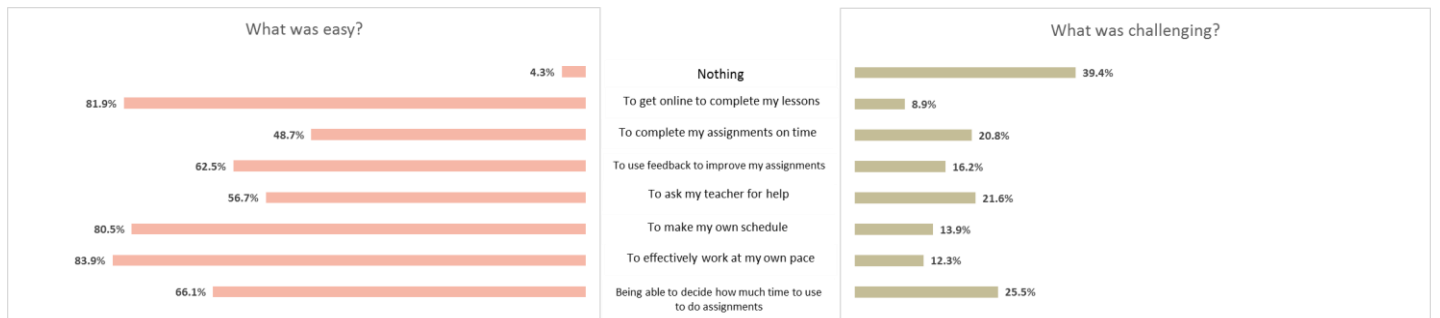 What was easy? What was challenging?
4.3% Nothing 39.4%
81.9% To get online to complete my lessons 8.9%
48.7% To complete my assignments on time 20.8%
62.5% To use feedback to improve my assignments 16.2%
56.7% To ask my teacher for help 21.6%
80.5% To make my own schedule 13.9%
83.9% To effectively work at my own pace 12.3%
66.1% Being able to decide how much time to use 25.5%
to do assignments